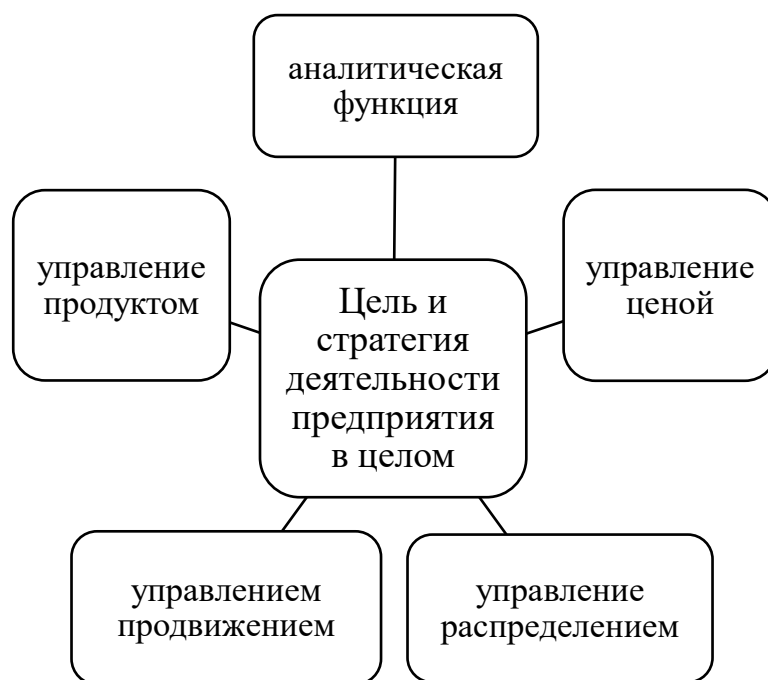 аналитическая
функция
управление
продуктом
управление
ценой
Цель и
стратегия
деятельности
предприятия
в целом
управлением
продвижением
управление
распределением